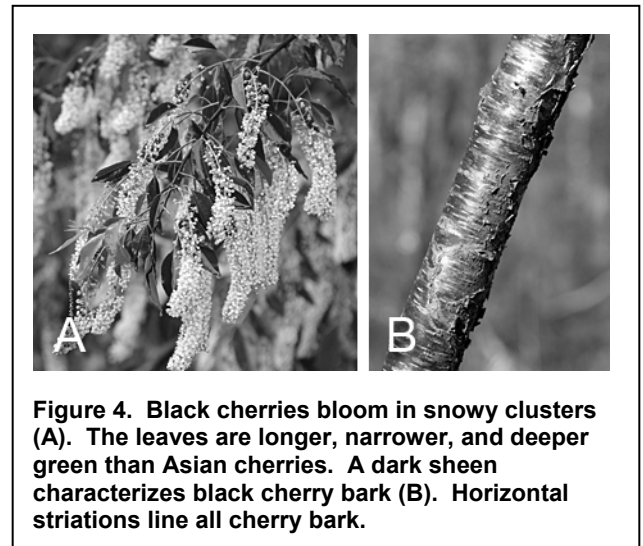 A
B
Figure 4. Black cherries bloom in snowy clusters
(A). The leaves are longer, narrower, and deeper
green than Asian cherries. A dark sheen
characterizes black cherry bark (B). Horizontal
striations line all cherry bark.